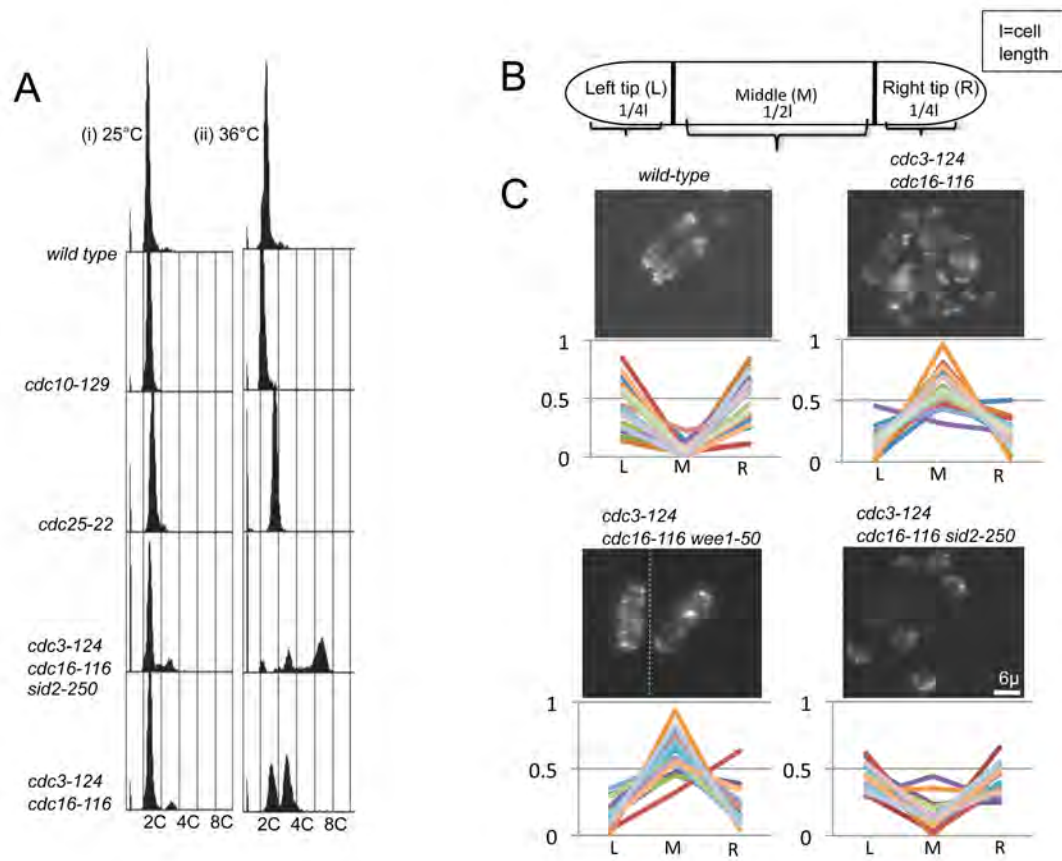 A
(i) 25°C
(ii) 36°C
wild type
cdc10-129
cdc25-22
cdc3-124
cdc16-116
sid2-250
cdc3-124
cdc16-116
2C 4C 8C
2C 4C 8C
B
l=cell
length
Left tip (L)
1/4l
Middle (M)
1/2l
Right tip (R)
1/4l
C
wild-type
1
0.5
0
L M R
cdc3-124
cdc16-116
1
0.5
0
L M R
cdc3-124
cdc16-116 wee1-50
1
0.5
0
L M R
cdc3-124
cdc16-116 sid2-250
6μ
1
0.5
0
L M R